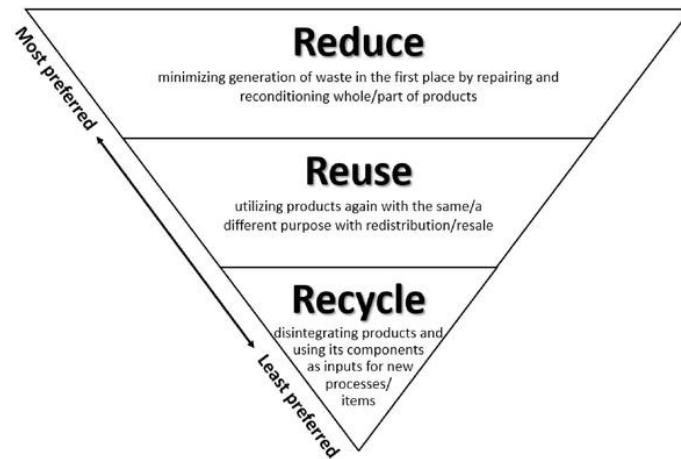 Reduce
minimizing generation of waste in the first place by repairing and
reconditioning whole/part of products
Most preferred
Reuse
utilizing products again with the same/a
different purpose with redistribution/resale
Recycle
disintegrating products and
using its components
as inputs for new
processes/
items
Least preferred